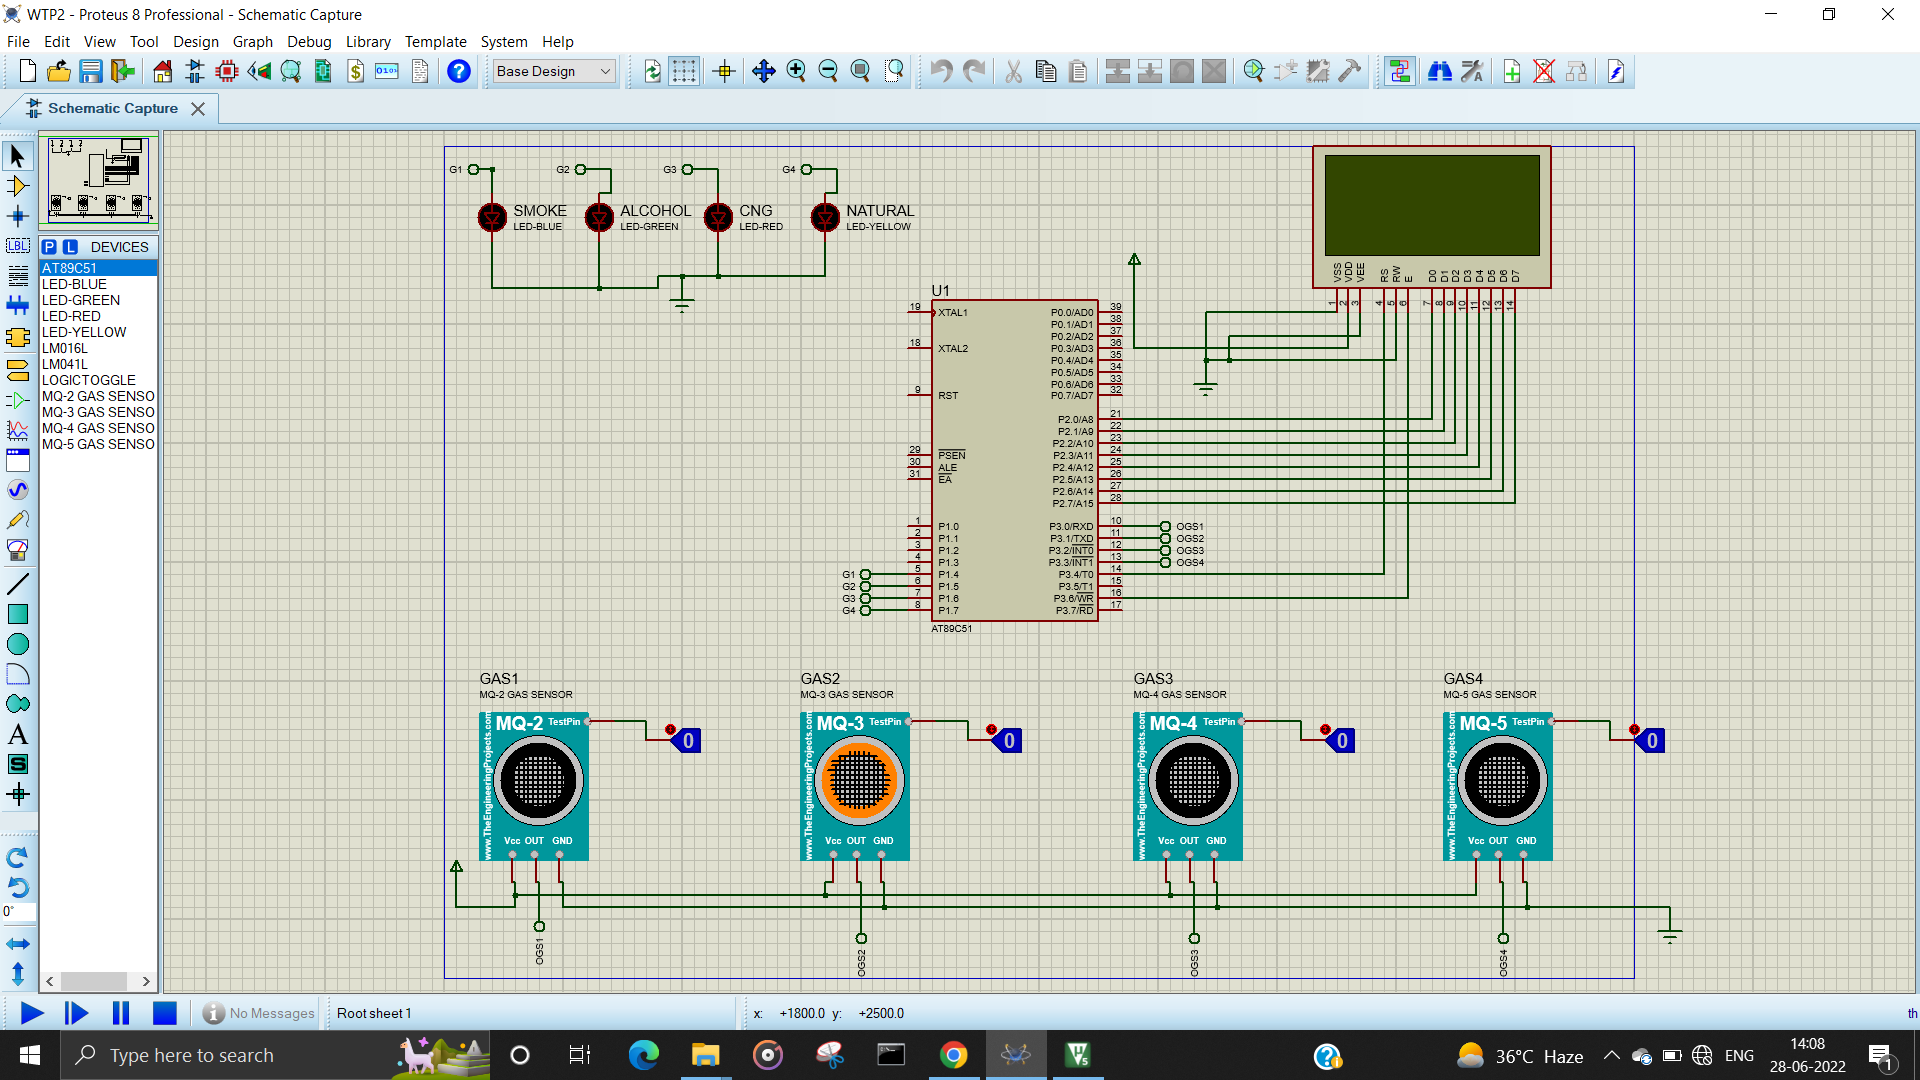 WTP2 - Proteus 8 Professional - Schematic Capture
File Edit View Tool Design Graph Debug Library Template System Help
Base Design
Schematic Capture
P L DEVICES
AT89C51
LED-BLUE
LED-GREEN
LED-RED
LED-YELLOW
LM016L
LM041L
LOGICTOGGLE
MQ-2 GAS SENSO
MQ-3 GAS SENSO
MQ-4 GAS SENSO
MQ-5 GAS SENSO
LBL
A
S
0°
G1 G2 G3 G4
SMOKE
LED-BLUE
ALCOHOL
LED-GREEN
CNG
LED-RED
NATURAL
LED-YELLOW
VSS VDD VEE RS RW E D0 D1 D2 D3 D4 D5 D6 D7
1 2 3 4 5 6 7 8 9 10 11 12 13 14
U1
19 XTAL1
18 XTAL2
9 RST
29 PSEN
30 ALE
31 EA
1 P1.0
2 P1.1
3 P1.2
4 P1.3
G1 5 P1.4
G2 6 P1.5
G3 7 P1.6
G4 8 P1.7
P0.0/AD0 39
P0.1/AD1 38
P0.2/AD2 37
P0.3/AD3 36
P0.4/AD4 35
P0.5/AD5 34
P0.6/AD6 33
P0.7/AD7 32
P2.0/A8 21
P2.1/A9 22
P2.2/A10 23
P2.3/A11 24
P2.4/A12 25
P2.5/A13 26
P2.6/A14 27
P2.7/A15 28
P3.0/RXD 10 OGS1
P3.1/TXD 11 OGS2
P3.2/INT0 12 OGS3
P3.3/INT1 13 OGS4
P3.4/T0 14
P3.5/T1 15
P3.6/WR 16
P3.7/RD 17
AT89C51
GAS1
MQ-2 GAS SENSOR
MQ-2 TestPin
0
www.TheEngineeringProjects.com
Vcc OUT GND
OGS1
GAS2
MQ-3 GAS SENSOR
MQ-3 TestPin
0
www.TheEngineeringProjects.com
Vcc OUT GND
OGS2
GAS3
MQ-4 GAS SENSOR
MQ-4 TestPin
0
www.TheEngineeringProjects.com
Vcc OUT GND
OGS3
GAS4
MQ-5 GAS SENSOR
MQ-5 TestPin
0
www.TheEngineeringProjects.com
Vcc OUT GND
OGS4
No Messages Root sheet 1 x: +1800.0 y: +2500.0 th
Type here to search
36°C Haze ENG
14:08
28-06-2022
1